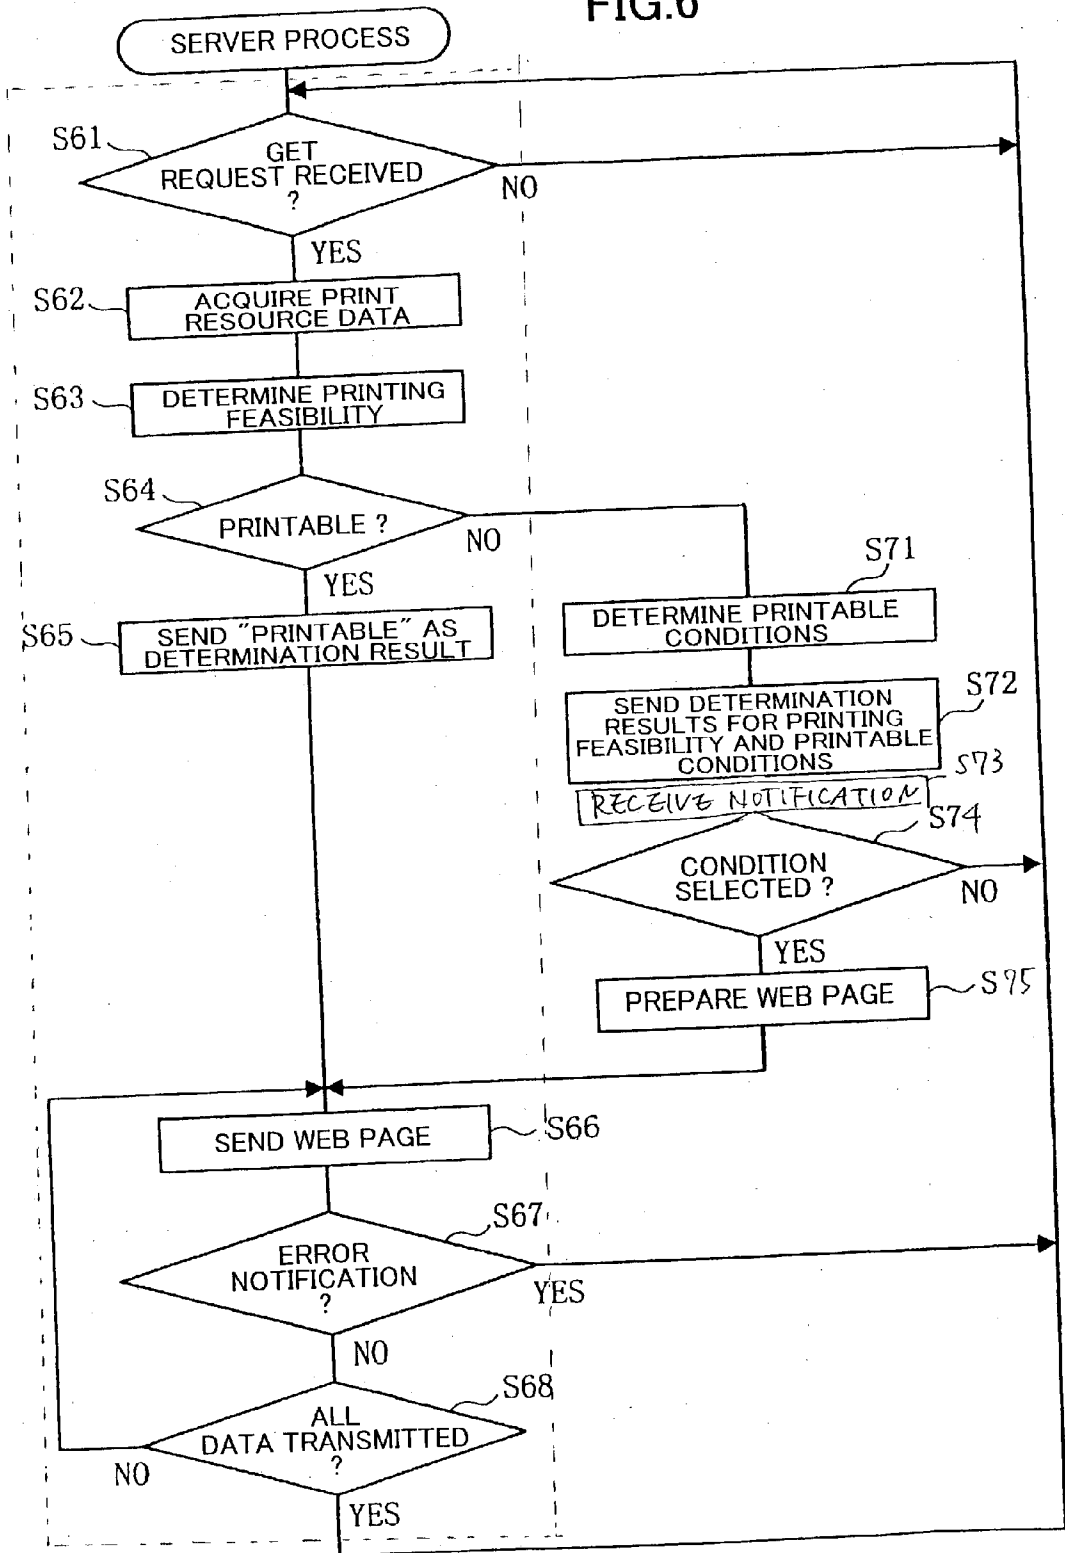 FIG.6
SERVER PROCESS
S61
GET
REQUEST RECEIVED
?
NO
YES
S62
ACQUIRE PRINT
RESOURCE DATA
S63
DETERMINE PRINTING
FEASIBILITY
S64
PRINTABLE ?
NO
YES
S71
DETERMINE PRINTABLE
CONDITIONS
S65
SEND "PRINTABLE" AS
DETERMINATION RESULT
S72
SEND DETERMINATION
RESULTS FOR PRINTING
FEASIBILITY AND PRINTABLE
CONDITIONS
S73
RECEIVE NOTIFICATION
S74
CONDITION
SELECTED ?
NO
YES
PREPARE WEB PAGE
S75
SEND WEB PAGE
S66
S67
ERROR
NOTIFICATION
?
YES
NO
S68
ALL
DATA TRANSMITTED
?
NO
YES